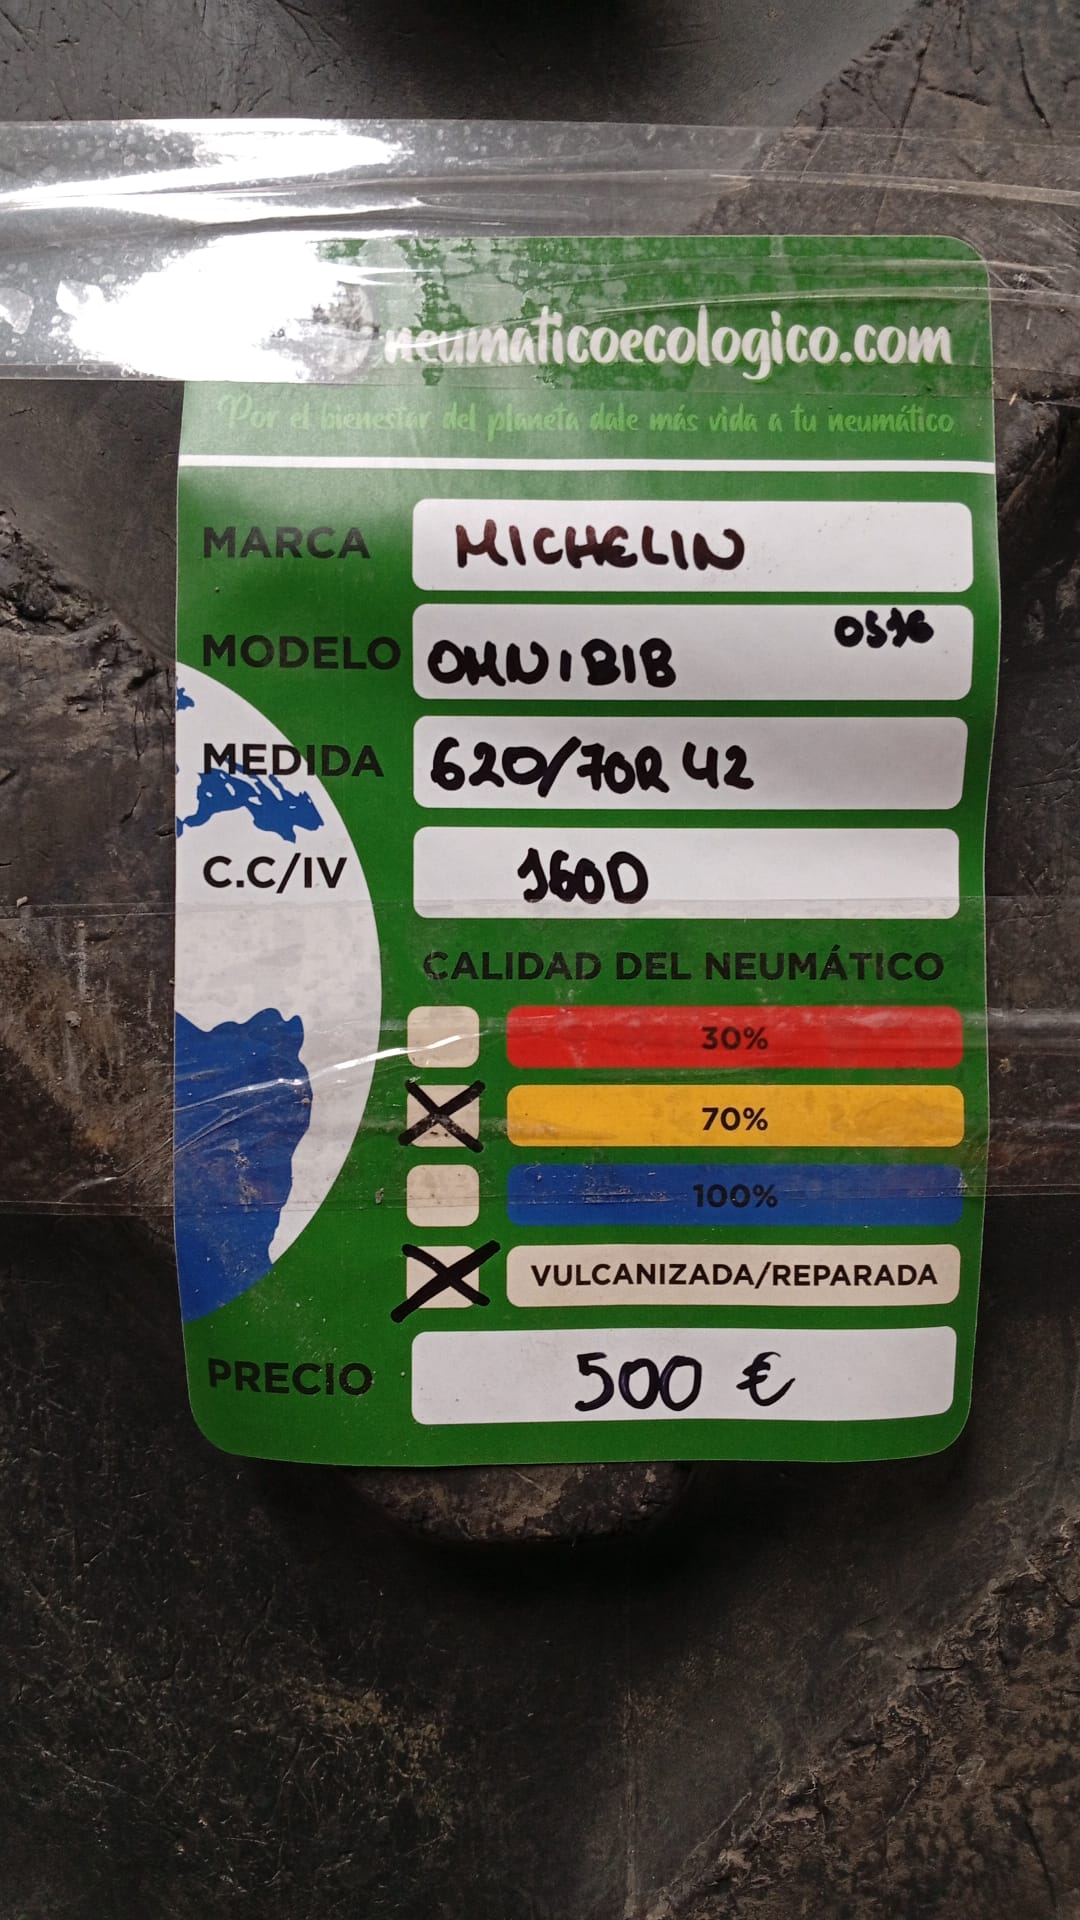 neumaticoecologico.com
Por el bienestar del planeta dale más vida a tu neumático
MARCA MICHELIN
MODELO OMNIBIB 0516
MEDIDA 620/70R 42
C.C/IV 160D
CALIDAD DEL NEUMÁTICO
30%
70%
100%
VULCANIZADA/REPARADA
PRECIO 500 €